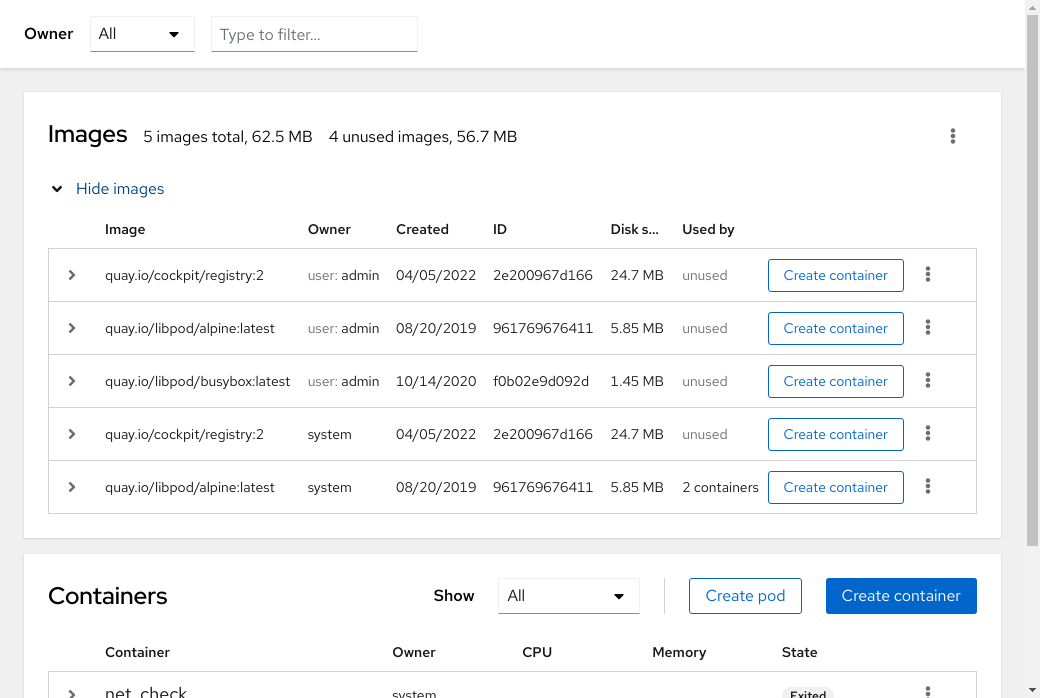 Owner All Type to filter...
Images 5 images total, 62.5 MB 4 unused images, 56.7 MB
Hide images
Image Owner Created ID Disk s... Used by
quay.io/cockpit/registry:2 user: admin 04/05/2022 2e200967d166 24.7 MB unused Create container
quay.io/libpod/alpine:latest user: admin 08/20/2019 961769676411 5.85 MB unused Create container
quay.io/libpod/busybox:latest user: admin 10/14/2020 f0b02e9d092d 1.45 MB unused Create container
quay.io/cockpit/registry:2 system 04/05/2022 2e200967d166 24.7 MB unused Create container
quay.io/libpod/alpine:latest system 08/20/2019 961769676411 5.85 MB 2 containers Create container
Containers Show All Create pod Create container
Container Owner CPU Memory State
net_check system Exited